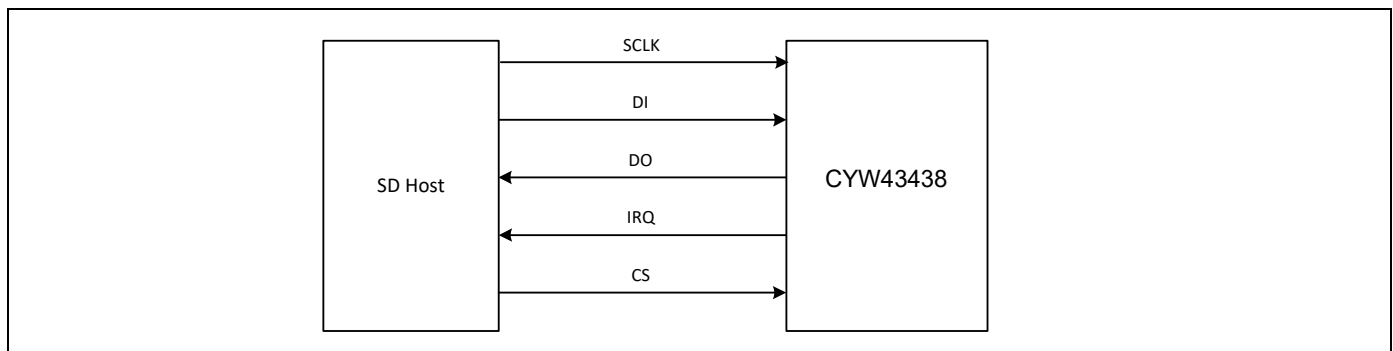 SCLK
DI
DO
SD Host
CYW43438
IRQ
CS